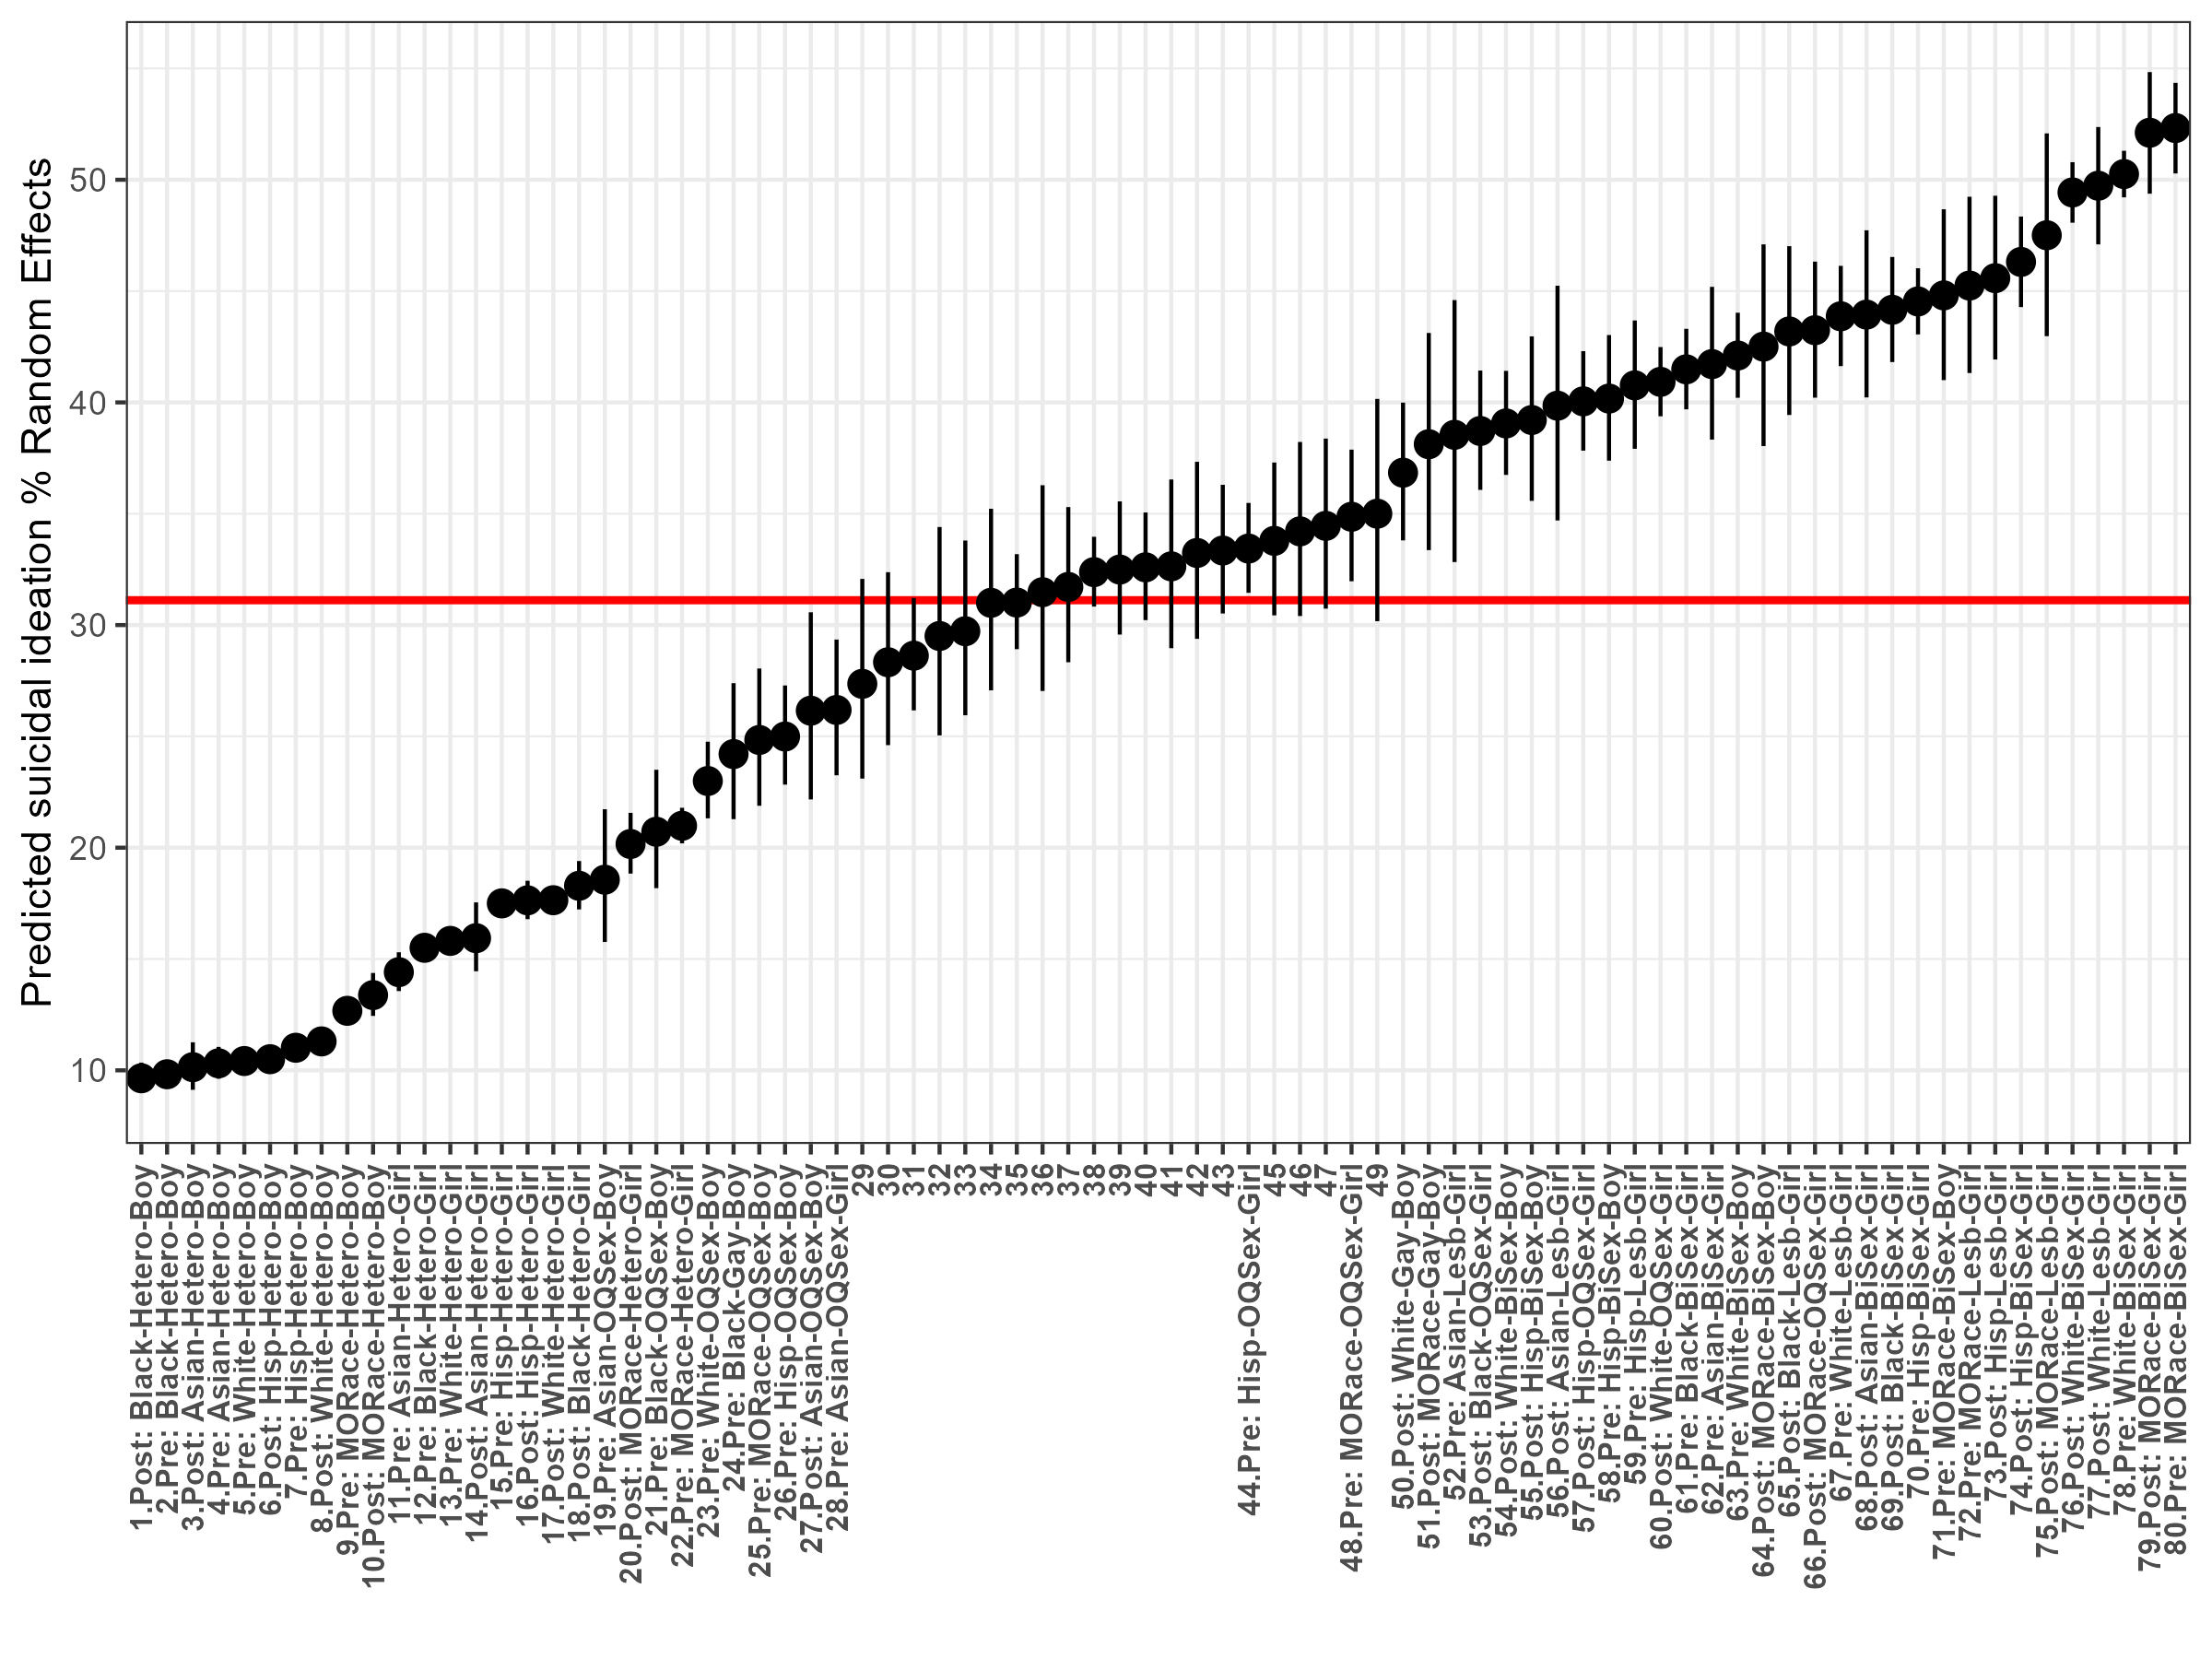 Predicted suicidal ideation % Random Effects
50
40
30
20
10
1.Post: Black-Hetero-Boy
2.Pre: Black-Hetero-Boy
3.Post: Asian-Hetero-Boy
4.Pre: Asian-Hetero-Boy
5.Pre: White-Hetero-Boy
6.Post: Hisp-Hetero-Boy
7.Pre: Hisp-Hetero-Boy
8.Post: White-Hetero-Boy
9.Pre: MORace-Hetero-Boy
10.Post: MORace-Hetero-Boy
11.Pre: Asian-Hetero-Girl
12.Pre: Black-Hetero-Girl
13.Pre: White-Hetero-Girl
14.Post: Asian-Hetero-Girl
15.Pre: Hisp-Hetero-Girl
16.Post: Hisp-Hetero-Girl
17.Post: White-Hetero-Girl
18.Post: Black-Hetero-Girl
19.Pre: Asian-OQSex-Boy
20.Post: MORace-Hetero-Girl
21.Pre: Black-OQSex-Boy
22.Pre: MORace-Hetero-Girl
23.Pre: White-OQSex-Boy
24.Pre: Black-Gay-Boy
25.Pre: MORace-OQSex-Boy
26.Pre: Hisp-OQSex-Boy
27.Post: Asian-OQSex-Boy
28.Pre: Asian-OQSex-Girl
29
30
31
32
33
34
35
36
37
38
39
40
41
42
43
44.Pre: Hisp-OQSex-Girl
45
46
47
48.Pre: MORace-OQSex-Girl
49
50.Post: White-Gay-Boy
51.Post: MORace-Gay-Boy
52.Pre: Asian-Lesb-Girl
53.Post: Black-OQSex-Girl
54.Post: White-BiSex-Boy
55.Post: Hisp-BiSex-Boy
56.Post: Asian-Lesb-Girl
57.Post: Hisp-OQSex-Girl
58.Pre: Hisp-BiSex-Boy
59.Pre: Hisp-Lesb-Girl
60.Post: White-OQSex-Girl
61.Pre: Black-BiSex-Girl
62.Pre: Asian-BiSex-Girl
63.Pre: White-BiSex-Boy
64.Post: MORace-BiSex-Boy
65.Post: Black-Lesb-Girl
66.Post: MORace-OQSex-Girl
67.Pre: White-Lesb-Girl
68.Post: Asian-BiSex-Girl
69.Post: Black-BiSex-Girl
70.Pre: Hisp-BiSex-Girl
71.Pre: MORace-BiSex-Boy
72.Pre: MORace-Lesb-Girl
73.Post: Hisp-Lesb-Girl
74.Post: Hisp-BiSex-Girl
75.Post: MORace-Lesb-Girl
76.Post: White-BiSex-Girl
77.Post: White-Lesb-Girl
78.Pre: White-BiSex-Girl
79.Post: MORace-BiSex-Girl
80.Pre: MORace-BiSex-Girl